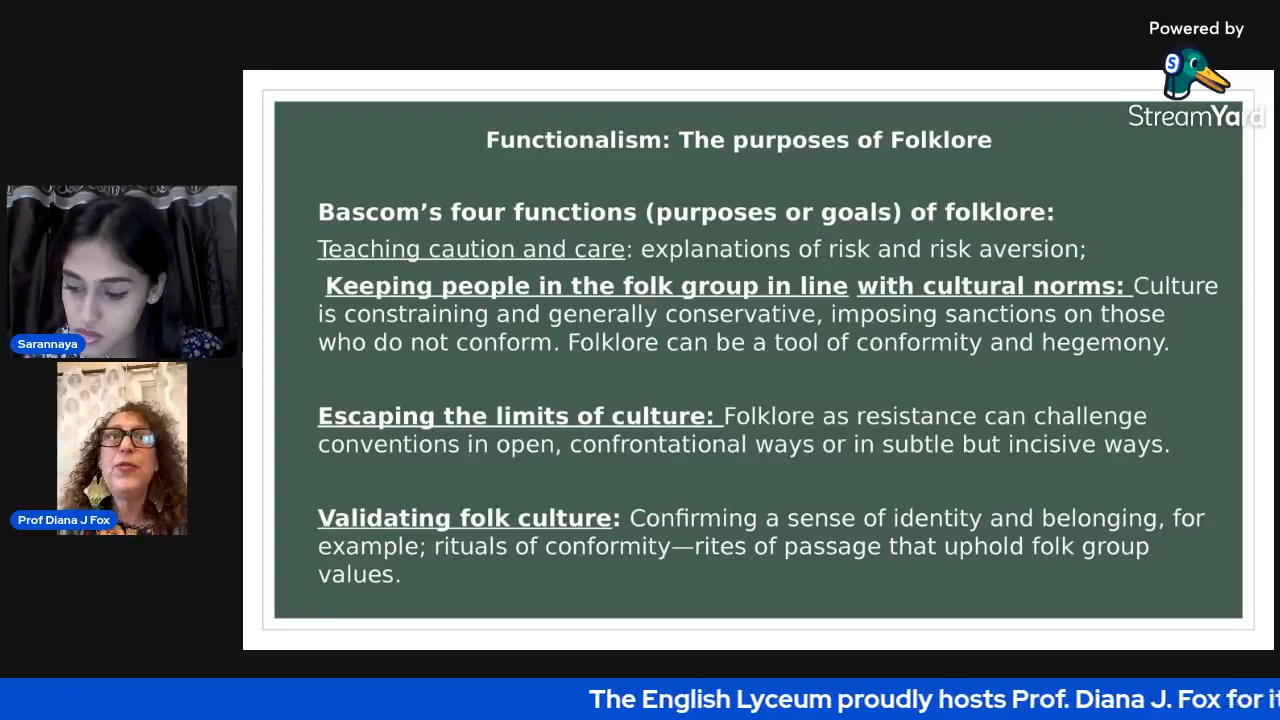 Powered by
StreamYard
Functionalism: The purposes of Folklore
Bascom’s four functions (purposes or goals) of folklore:
Teaching caution and care: explanations of risk and risk aversion;
Keeping people in the folk group in line with cultural norms: Culture
is constraining and generally conservative, imposing sanctions on those
who do not conform. Folklore can be a tool of conformity and hegemony.
Escaping the limits of culture: Folklore as resistance can challenge
conventions in open, confrontational ways or in subtle but incisive ways.
Validating folk culture: Confirming a sense of identity and belonging, for
example; rituals of conformity—rites of passage that uphold folk group
values.
Sarannaya
Prof Diana J Fox
The English Lyceum proudly hosts Prof. Diana J. Fox for it